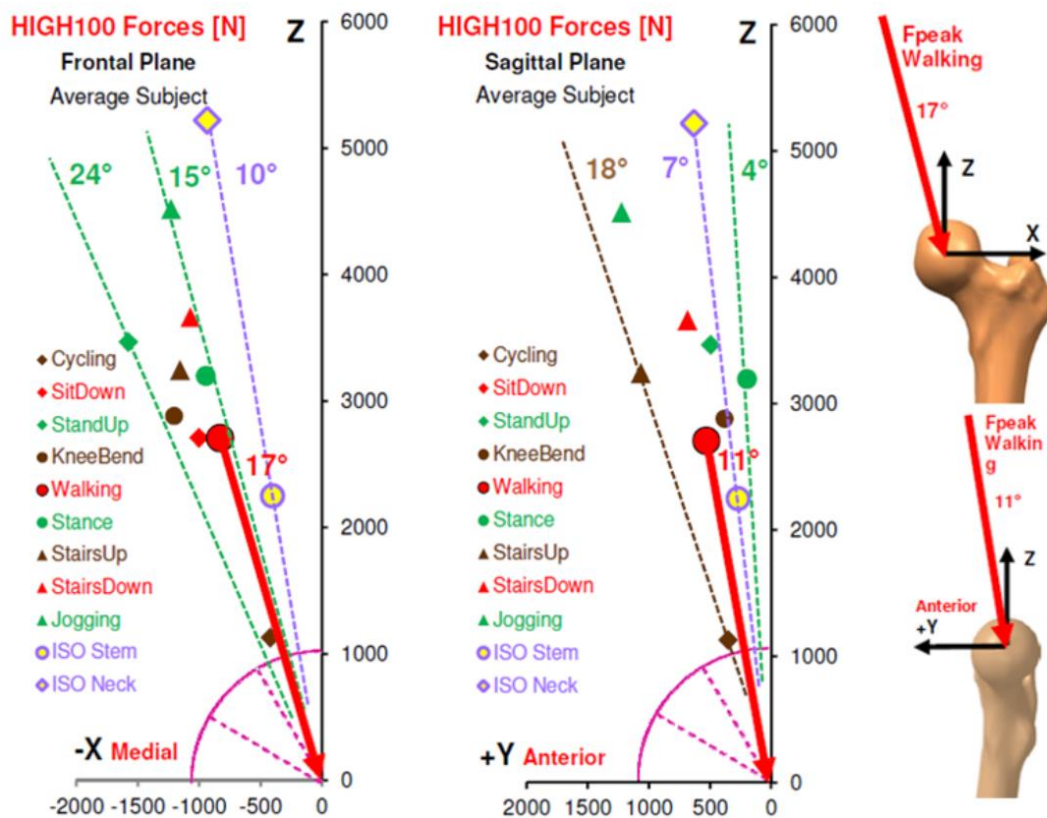 HIGH100 Forces [N]
Z
Frontal Plane
Average Subject
24°
15°
10°
17°
Cycling
SitDown
StandUp
KneeBend
Walking
Stance
StairsUp
StairsDown
Jogging
ISO Stem
ISO Neck
-X Medial
6000
5000
4000
3000
2000
1000
0
-2000 -1500 -1000 -500 0
HIGH100 Forces [N]
Z
Sagittal Plane
Average Subject
18°
7°
4°
11°
Cycling
SitDown
StandUp
KneeBend
Walking
Stance
StairsUp
StairsDown
Jogging
ISO Stem
ISO Neck
+Y Anterior
6000
5000
4000
3000
2000
1000
0
2000 1500 1000 500 0
Fpeak
Walking
17°
Z
X
Fpeak
Walkin
g
11°
Z
Anterior
+Y